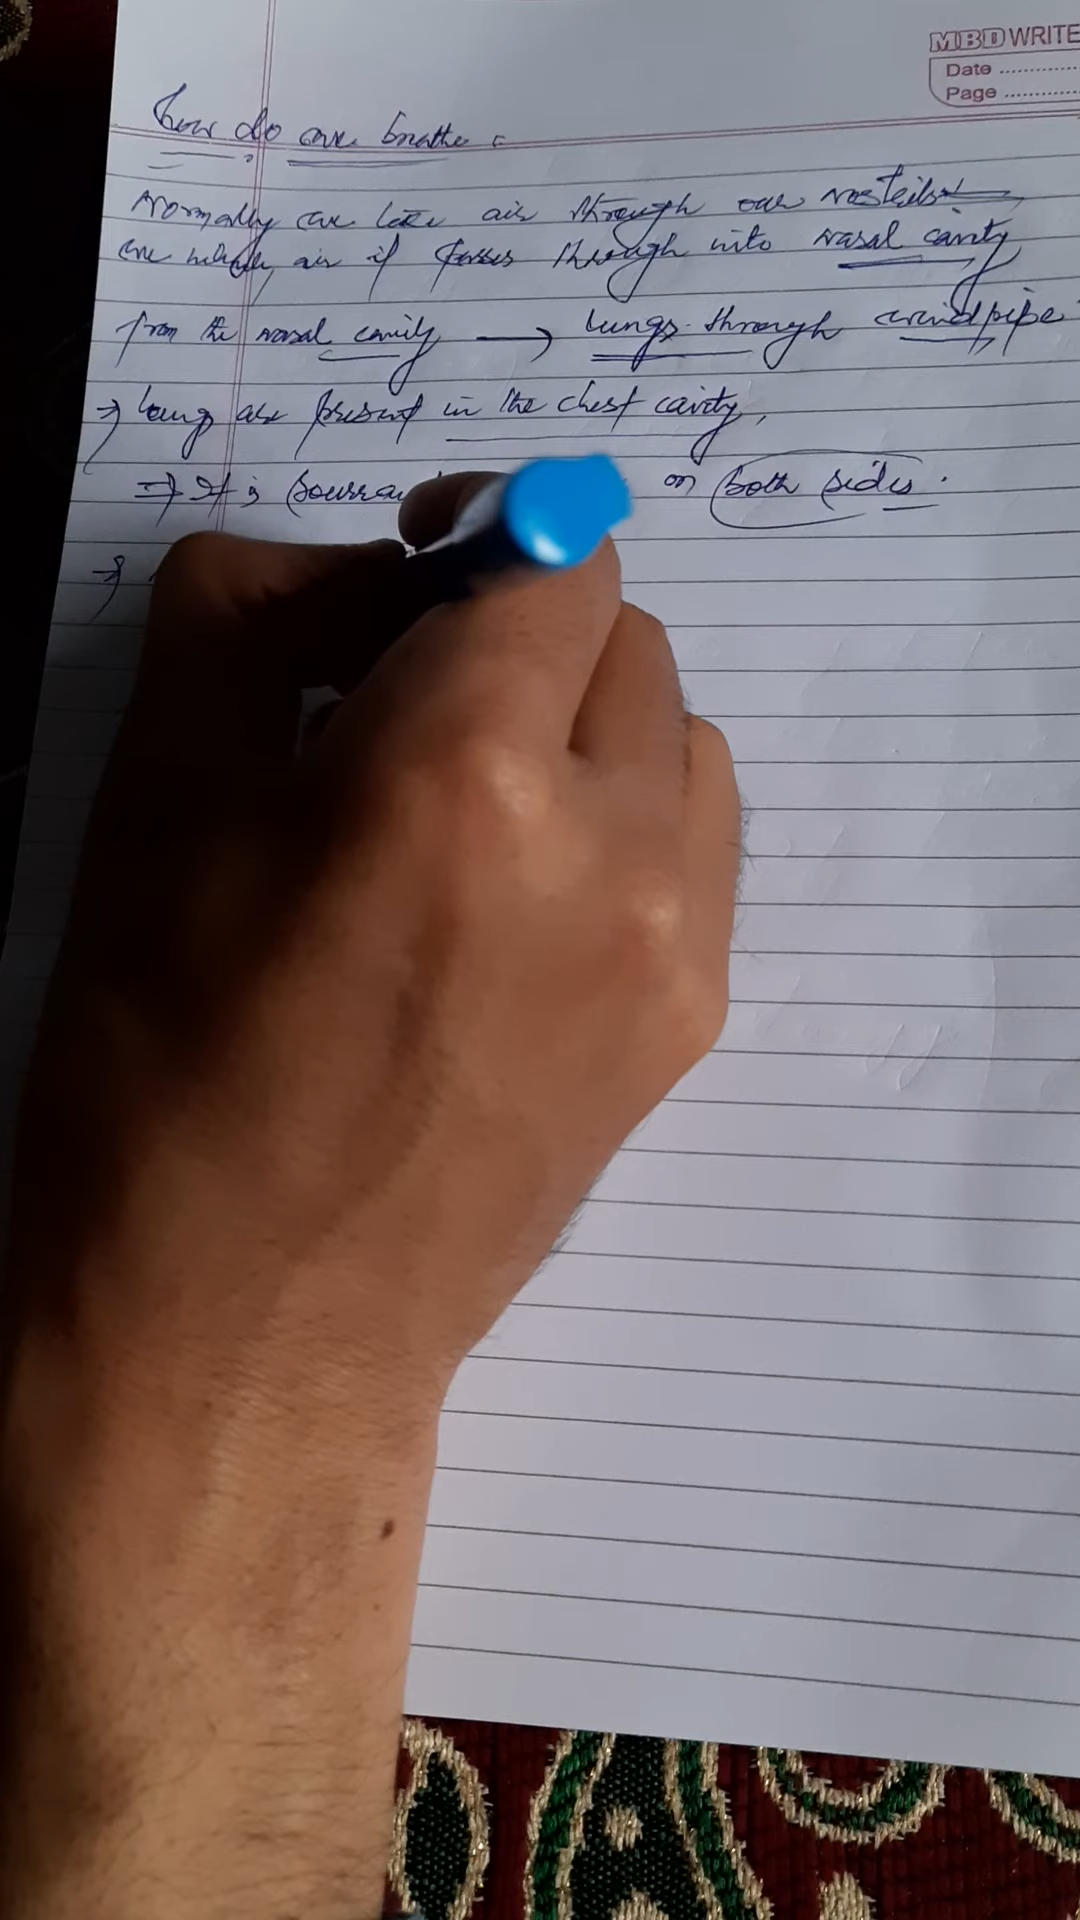 MBD WRITE
Date
Page
how do we breathe
Normally we take air through our nostrils
we inhale air it passes through into nasal cavity
from the nasal cavity → lungs through windpipe
→ lung are present in the chest cavity,
⇒ It is on both sides.
→